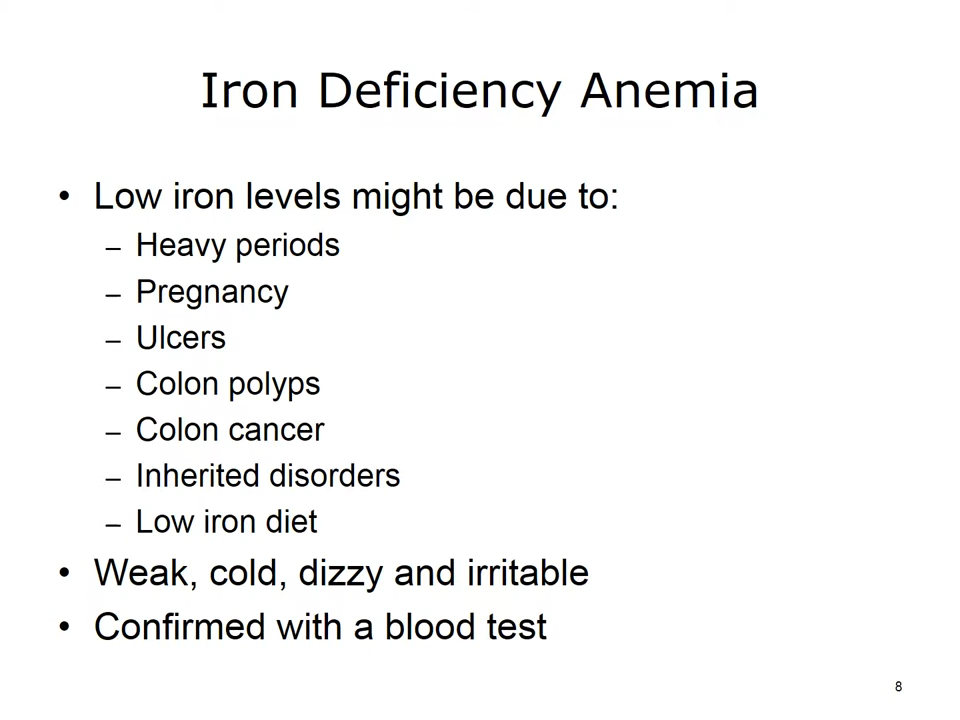 Iron Deficiency Anemia
• Low iron levels might be due to:
– Heavy periods
– Pregnancy
– Ulcers
– Colon polyps
– Colon cancer
– Inherited disorders
– Low iron diet
• Weak, cold, dizzy and irritable
• Confirmed with a blood test
8